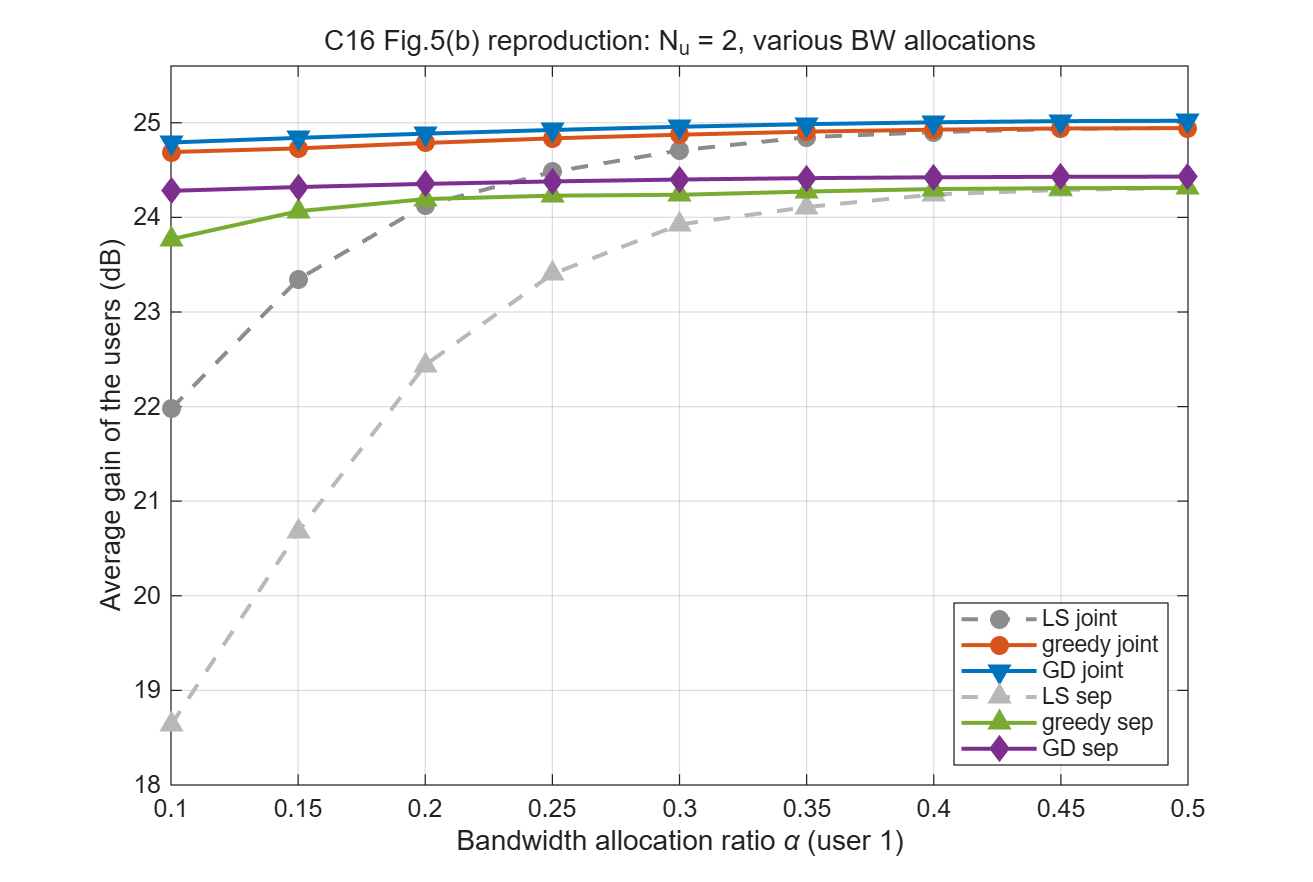 C16 Fig.5(b) reproduction: Nu = 2, various BW allocations
Average gain of the users (dB)
25
24
23
22
21
20
19
18
0.1 0.15 0.2 0.25 0.3 0.35 0.4 0.45 0.5
Bandwidth allocation ratio α (user 1)
LS joint
greedy joint
GD joint
LS sep
greedy sep
GD sep